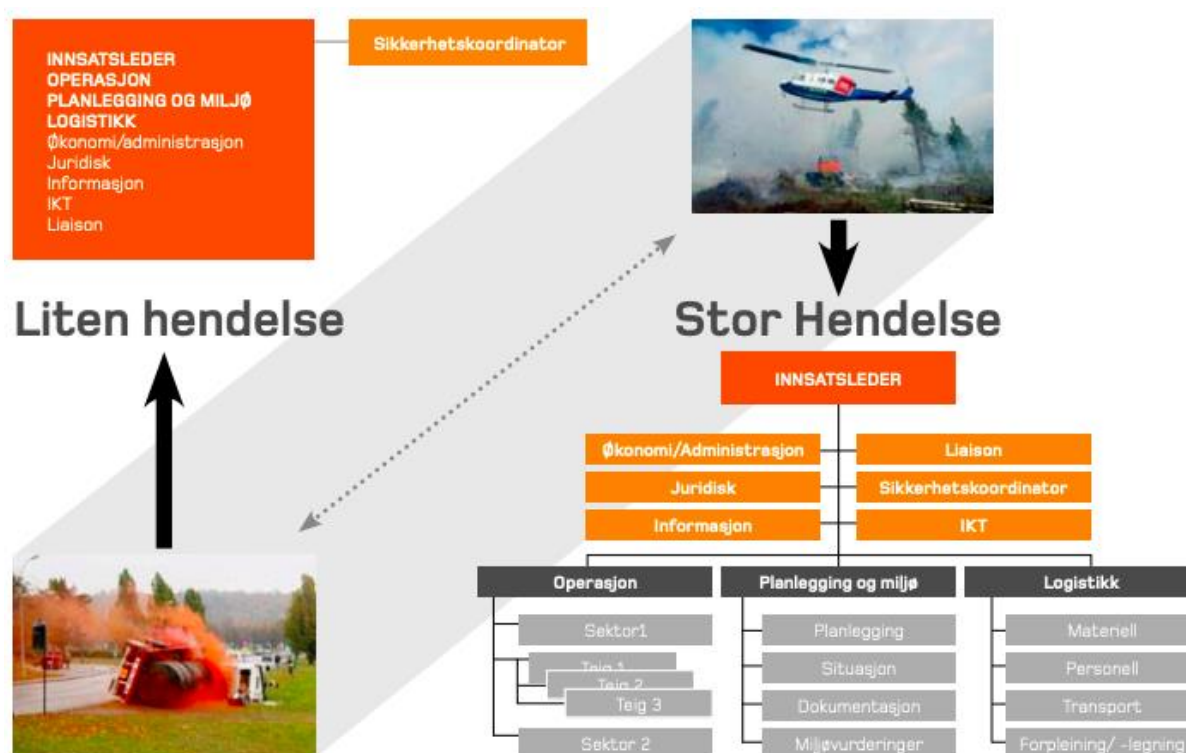 INNSATSLEDER
OPERASJON
PLANLEGGING OG MILJØ
LOGISTIKK
Økonomi/administrasjon
Juridisk
Informasjon
IKT
Liaison
Sikkerhetskoordinator
Liten hendelse
Stor Hendelse
INNSATSLEDER
Økonomi/Administrasjon
Liaison
Juridisk
Sikkerhetskoordinator
Informasjon
IKT
Operasjon
Sektor1
Teig 1
Teig 2
Teig 3
Sektor 2
Planlegging og miljø
Planlegging
Situasjon
Dokumentasjon
Miljøvurderinger
Logistikk
Materiell
Personell
Transport
Forpleining/ -legning